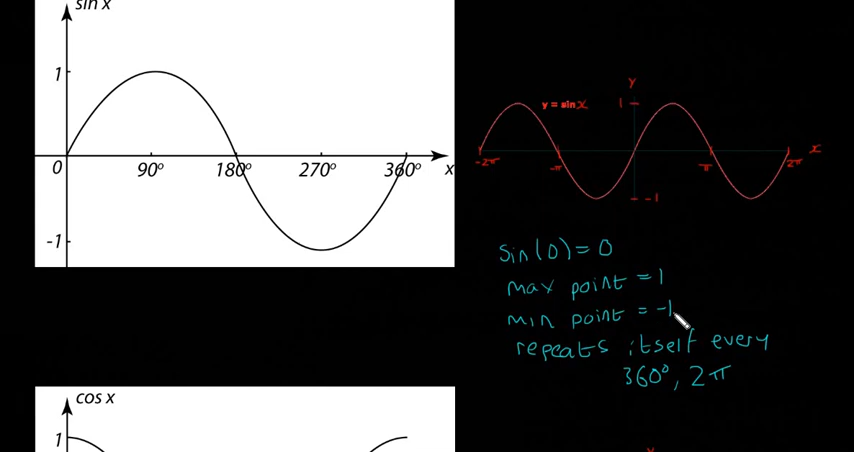 sin x
1
0 90° 180° 270° 360° x
-1
y
y = sin x 1
-2π -π π 2π x
-1
sin(0) = 0
max point = 1
min point = -1
repeats itself every
360°, 2π
cos x
1